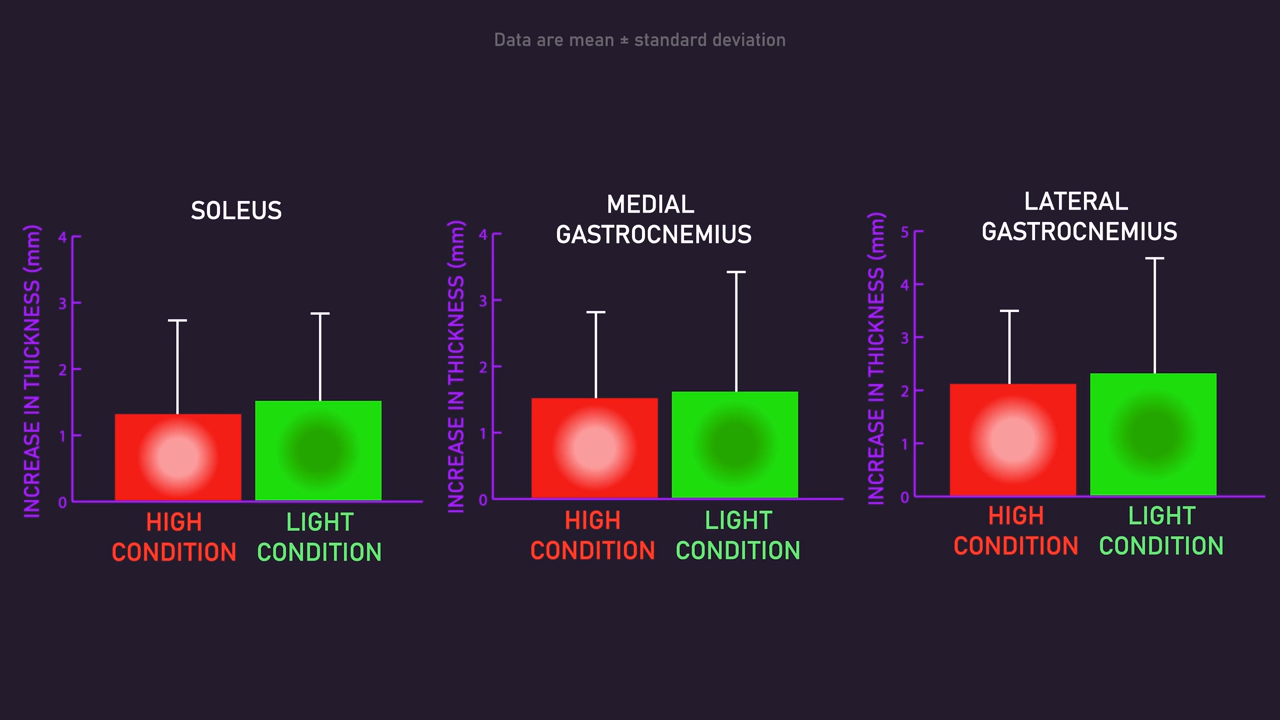 Data are mean ± standard deviation
SOLEUS
INCREASE IN THICKNESS (mm)
4
3
2
1
0
HIGH
CONDITION
LIGHT
CONDITION
MEDIAL
GASTROCNEMIUS
INCREASE IN THICKNESS (mm)
4
3
2
1
0
HIGH
CONDITION
LIGHT
CONDITION
LATERAL
GASTROCNEMIUS
INCREASE IN THICKNESS (mm)
5
4
3
2
1
0
HIGH
CONDITION
LIGHT
CONDITION